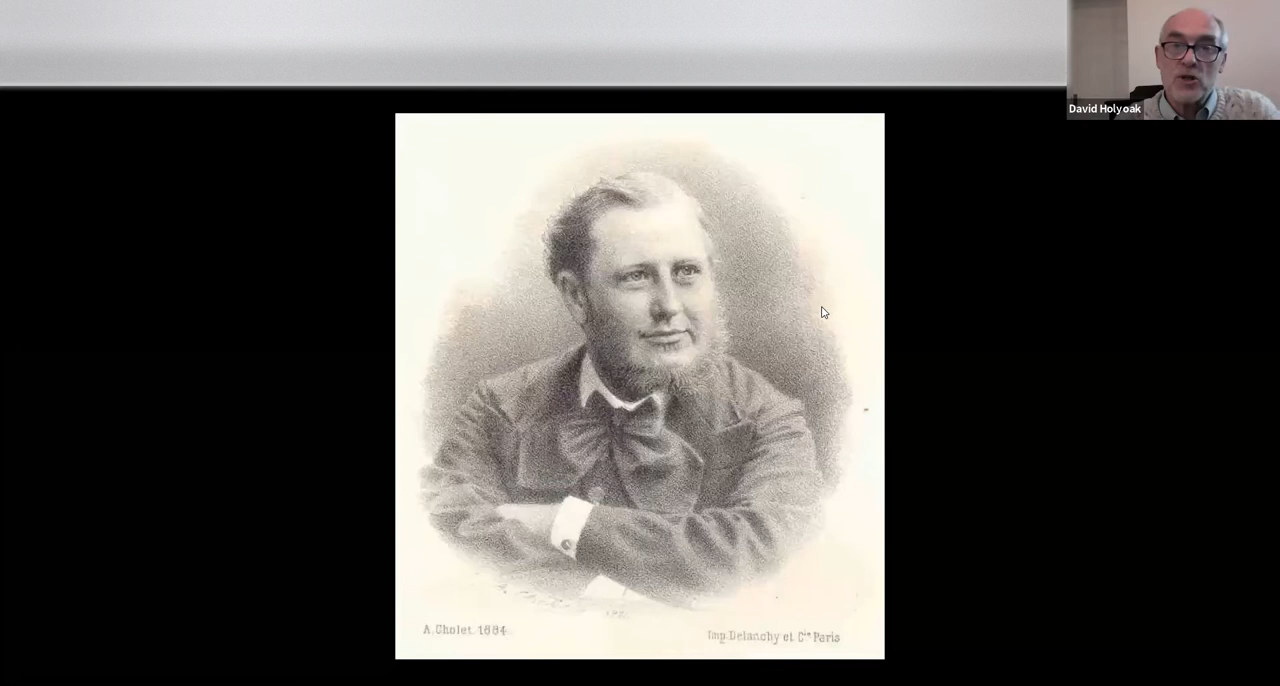 David Holyoak
A. Cholet. 1884.
Imp. Delanchy et Cie Paris